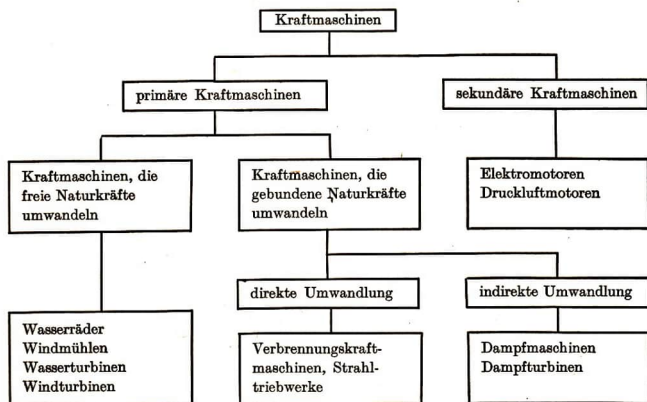 Kraftmaschinen
primäre Kraftmaschinen
sekundäre Kraftmaschinen
Kraftmaschinen, die
freie Naturkräfte
umwandeln
Kraftmaschinen, die
gebundene Naturkräfte
umwandeln
Elektromotoren
Druckluftmotoren
direkte Umwandlung
indirekte Umwandlung
Wasserräder
Windmühlen
Wasserturbinen
Windturbinen
Verbrennungskraft-
maschinen, Strahl-
triebwerke
Dampfmaschinen
Dampfturbinen